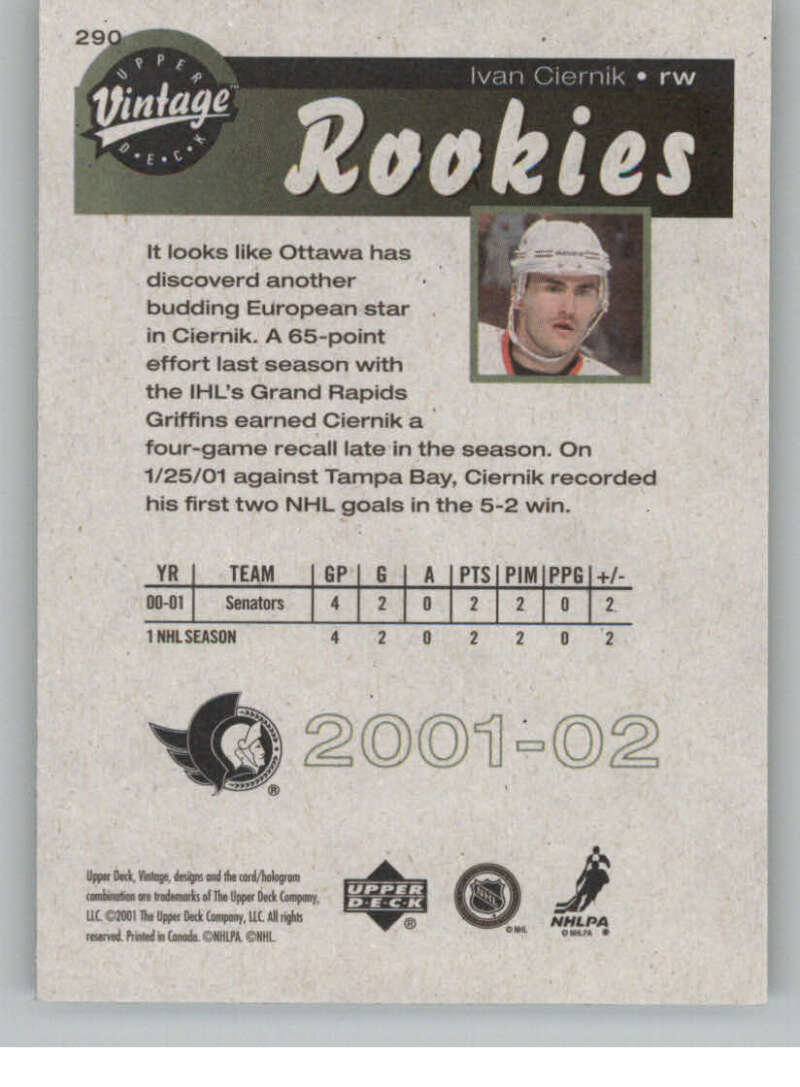 290
UPPER
Vintage™
D•E•C•K
Ivan Ciernik • rw
Rookies
It looks like Ottawa has
discoverd another
budding European star
in Ciernik. A 65-point
effort last season with
the IHL's Grand Rapids
Griffins earned Ciernik a
four-game recall late in the season. On
1/25/01 against Tampa Bay, Ciernik recorded
his first two NHL goals in the 5-2 win.
YR TEAM GP G A PTS PIM PPG +/-
00-01 Senators 4 2 0 2 2 0 2
1 NHL SEASON 4 2 0 2 2 0 2
®
2001-02
Upper Deck, Vintage, designs and the card/hologram
combination are trademarks of The Upper Deck Company,
LLC. ©2001 The Upper Deck Company, LLC. All rights
reserved. Printed in Canada. ©NHLPA. ©NHL.
UPPER
D•E•C•K
®
NHL
© NHL
NHLPA
© NHLPA ®